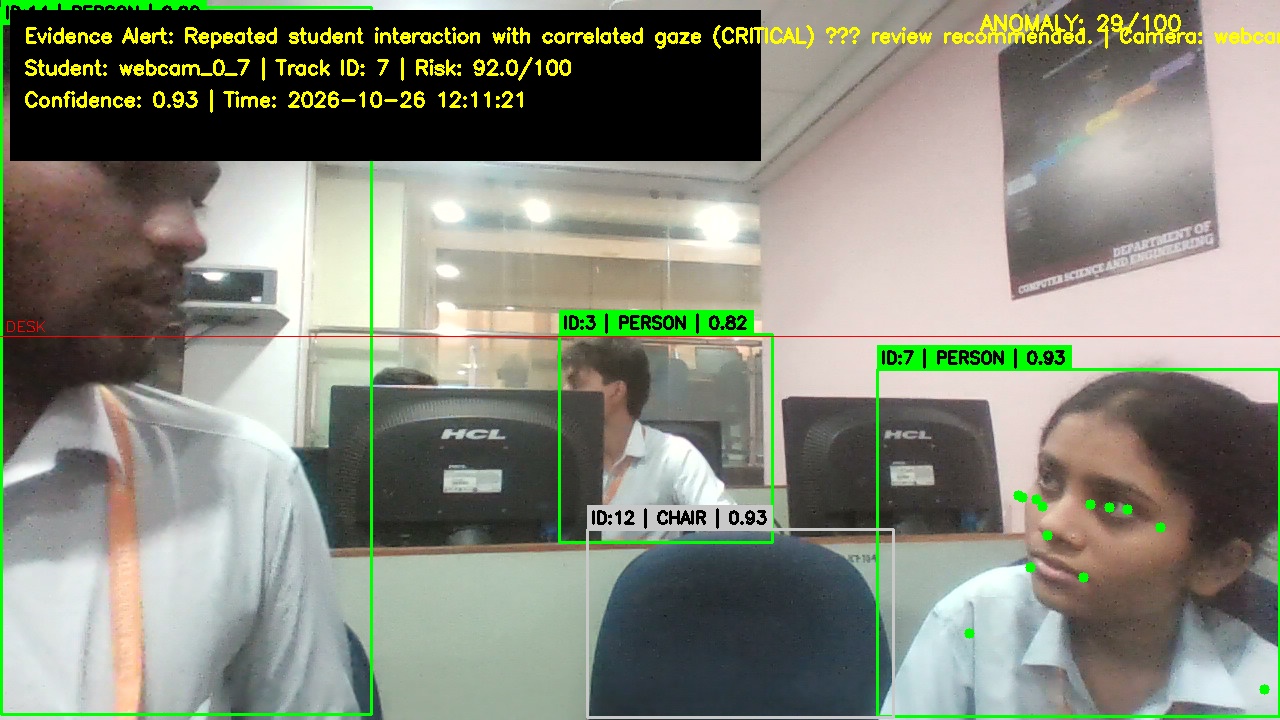 Evidence Alert: Repeated student interaction with correlated gaze (CRITICAL) ??? review recommended. | Camera:
ANOMALY: 29/100
Student: webcam_0_7 | Track ID: 7 | Risk: 92.0/100
Confidence: 0.93 | Time: 2026-10-26 12:11:21
DEPARTMENT OF
COMPUTER SCIENCE AND ENGINEERING
DESK
ID:3 | PERSON | 0.82
ID:7 | PERSON | 0.93
HCL
HCL
ID:12 | CHAIR | 0.93